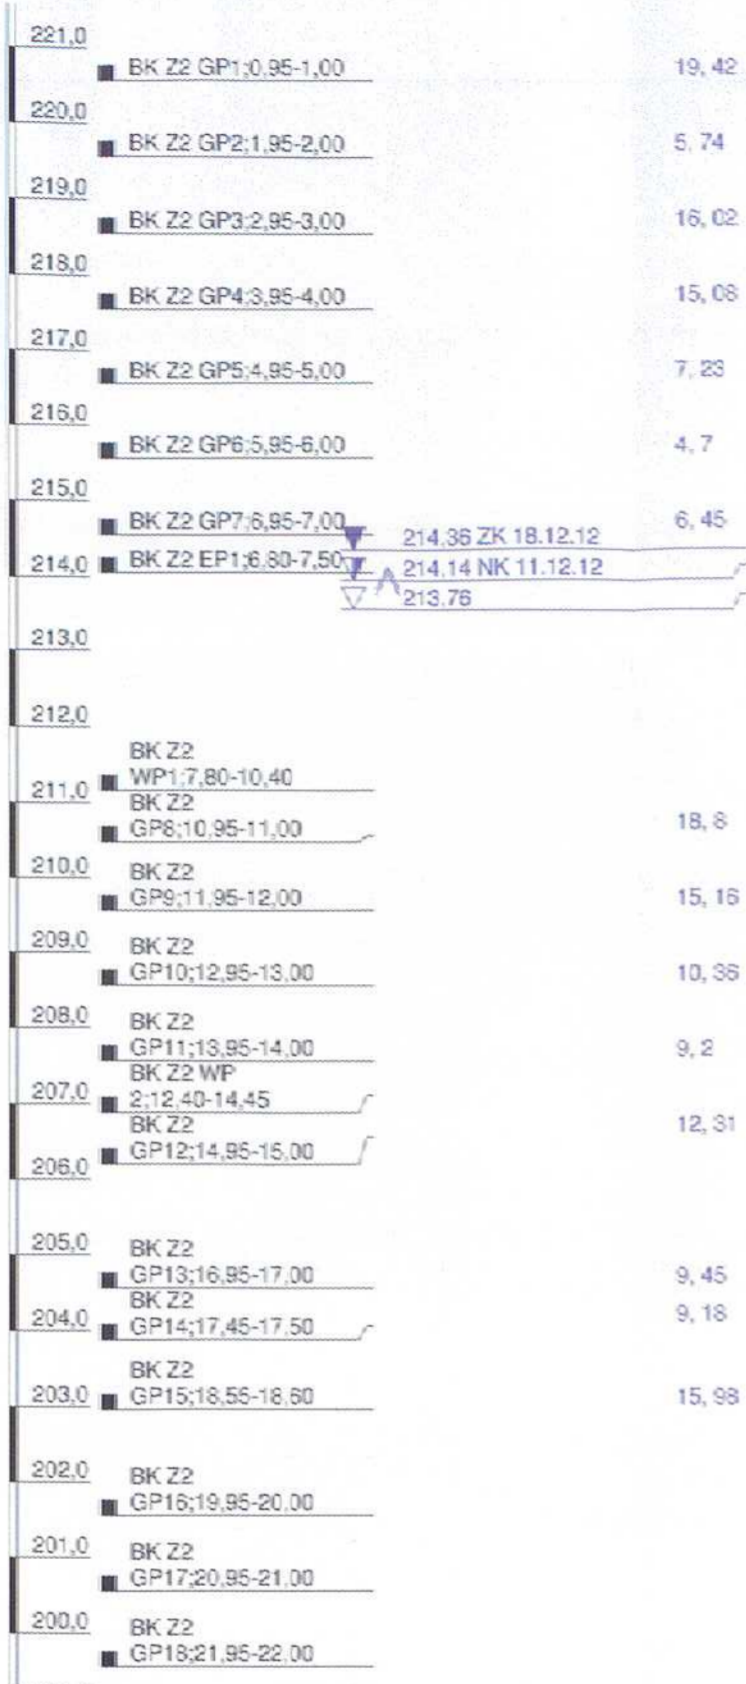 221,0
BK Z2 GP1;0,95-1,00 19, 42
220,0
BK Z2 GP2;1,95-2,00 5, 74
219,0
BK Z2 GP3;2,95-3,00 16, 02
218,0
BK Z2 GP4;3,95-4,00 15, 08
217,0
BK Z2 GP5;4,95-5,00 7, 23
216,0
BK Z2 GP6;5,95-6,00 4, 7
215,0
BK Z2 GP7;6,95-7,00 6, 45
214,36 ZK 18.12.12
214,0 BK Z2 EP1;6,80-7,50 214,14 NK 11.12.12
213,76
213,0
212,0
BK Z2
211,0 WP1;7,80-10,40
BK Z2
GP8;10,95-11,00 18, 8
210,0
BK Z2
GP9;11,95-12,00 15, 16
209,0
BK Z2
GP10;12,95-13,00 10, 36
208,0
BK Z2
GP11;13,95-14,00 9, 2
BK Z2 WP
207,0 2;12,40-14,45
BK Z2 12, 31
GP12;14,95-15,00
206,0
205,0
BK Z2
GP13;16,95-17,00 9, 45
BK Z2
204,0 GP14;17,45-17,50 9, 18
BK Z2
203,0 GP15;18,55-18,60 15, 98
202,0
BK Z2
GP16;19,95-20,00
201,0
BK Z2
GP17;20,95-21,00
200,0
BK Z2
GP18;21,95-22,00